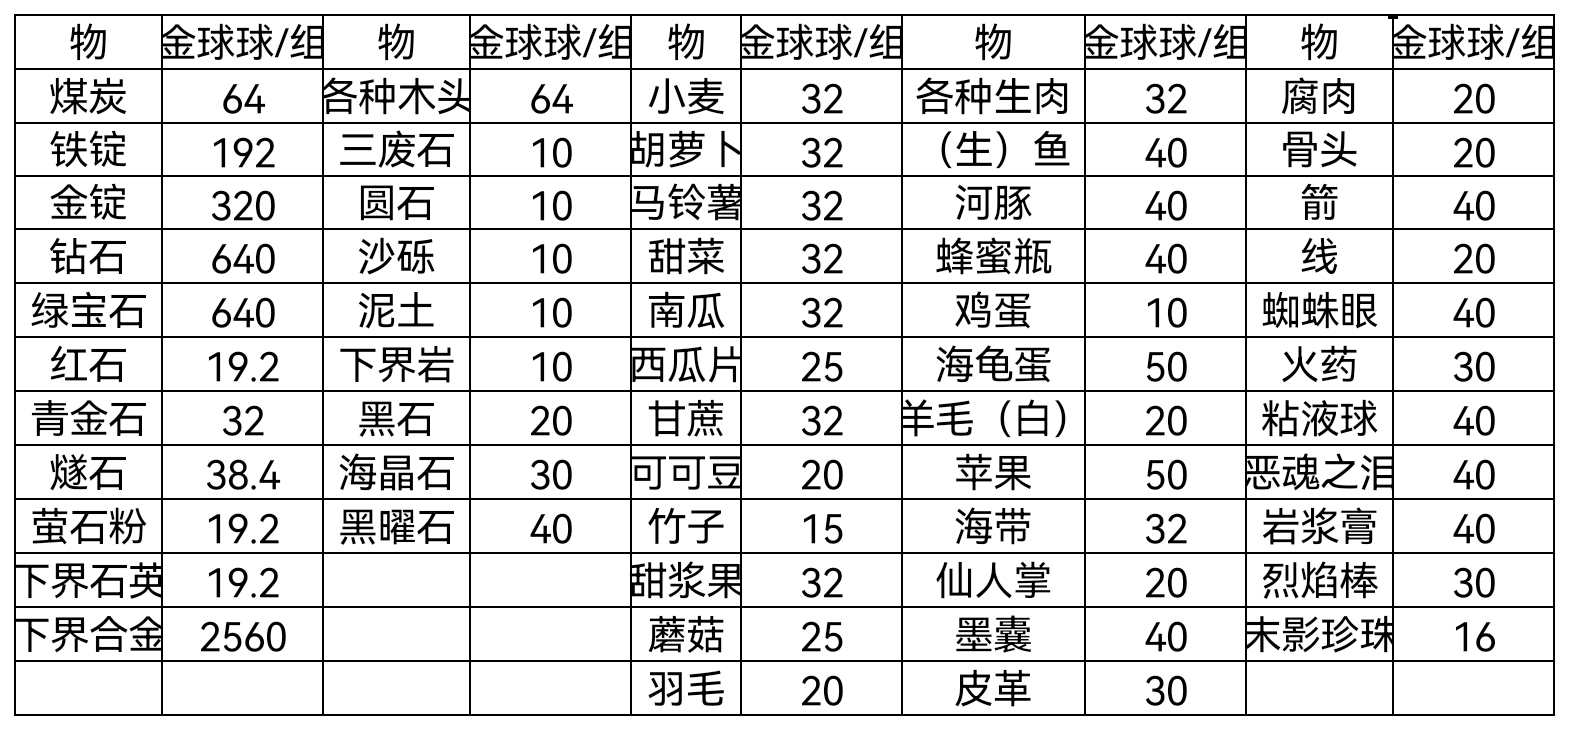 物 金球球/组 物 金球球/组 物 金球球/组 物 金球球/组 物 金球球/组
煤炭 64 各种木头 64 小麦 32 各种生肉 32 腐肉 20
铁锭 192 三废石 10 胡萝卜 32 （生）鱼 40 骨头 20
金锭 320 圆石 10 马铃薯 32 河豚 40 箭 40
钻石 640 沙砾 10 甜菜 32 蜂蜜瓶 40 线 20
绿宝石 640 泥土 10 南瓜 32 鸡蛋 10 蜘蛛眼 40
红石 19.2 下界岩 10 西瓜片 25 海龟蛋 50 火药 30
青金石 32 黑石 20 甘蔗 32 羊毛（白） 20 粘液球 40
燧石 38.4 海晶石 30 可可豆 20 苹果 50 恶魂之泪 40
萤石粉 19.2 黑曜石 40 竹子 15 海带 32 岩浆膏 40
下界石英 19.2 甜浆果 32 仙人掌 20 烈焰棒 30
下界合金 2560 蘑菇 25 墨囊 40 末影珍珠 16
羽毛 20 皮革 30